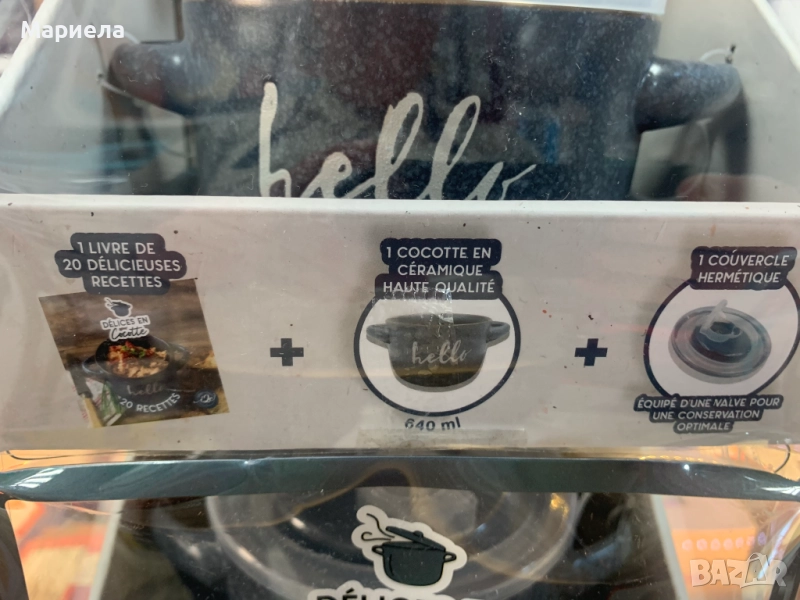 Мариела
hello
1 LIVRE DE
20 DÉLICIEUSES
RECETTES
DÉLICES EN
Cocotte
hello
20 RECETTES
+
1 COCOTTE EN
CÉRAMIQUE
HAUTE QUALITÉ
hello
640 ml
+
1 COUVERCLE
HERMÉTIQUE
ÉQUIPÉ D'UNE VALVE POUR
UNE CONSERVATION
OPTIMALE
DÉLICES
BAZAR